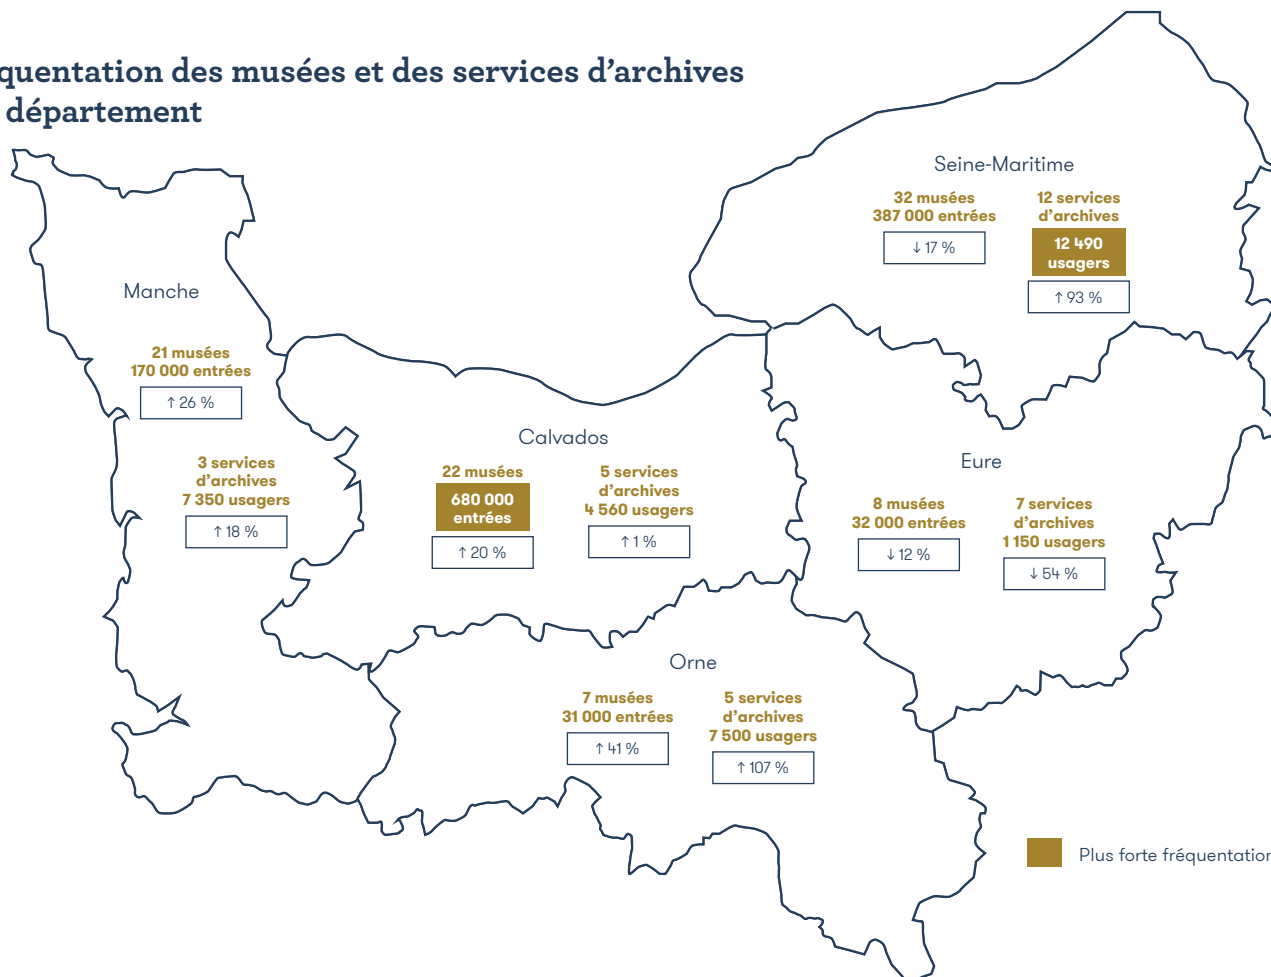 quentation des musées et des services d'archives
département
Seine-Maritime
32 musées
387 000 entrées
↓ 17 %
12 services
d'archives
12 490
usagers
↑ 93 %
Manche
21 musées
170 000 entrées
↑ 26 %
3 services
d'archives
7 350 usagers
↑ 18 %
Calvados
22 musées
680 000
entrées
↑ 20 %
5 services
d'archives
4 560 usagers
↑ 1 %
Eure
8 musées
32 000 entrées
↓ 12 %
7 services
d'archives
1 150 usagers
↓ 54 %
Orne
7 musées
31 000 entrées
↑ 41 %
5 services
d'archives
7 500 usagers
↑ 107 %
Plus forte fréquentation